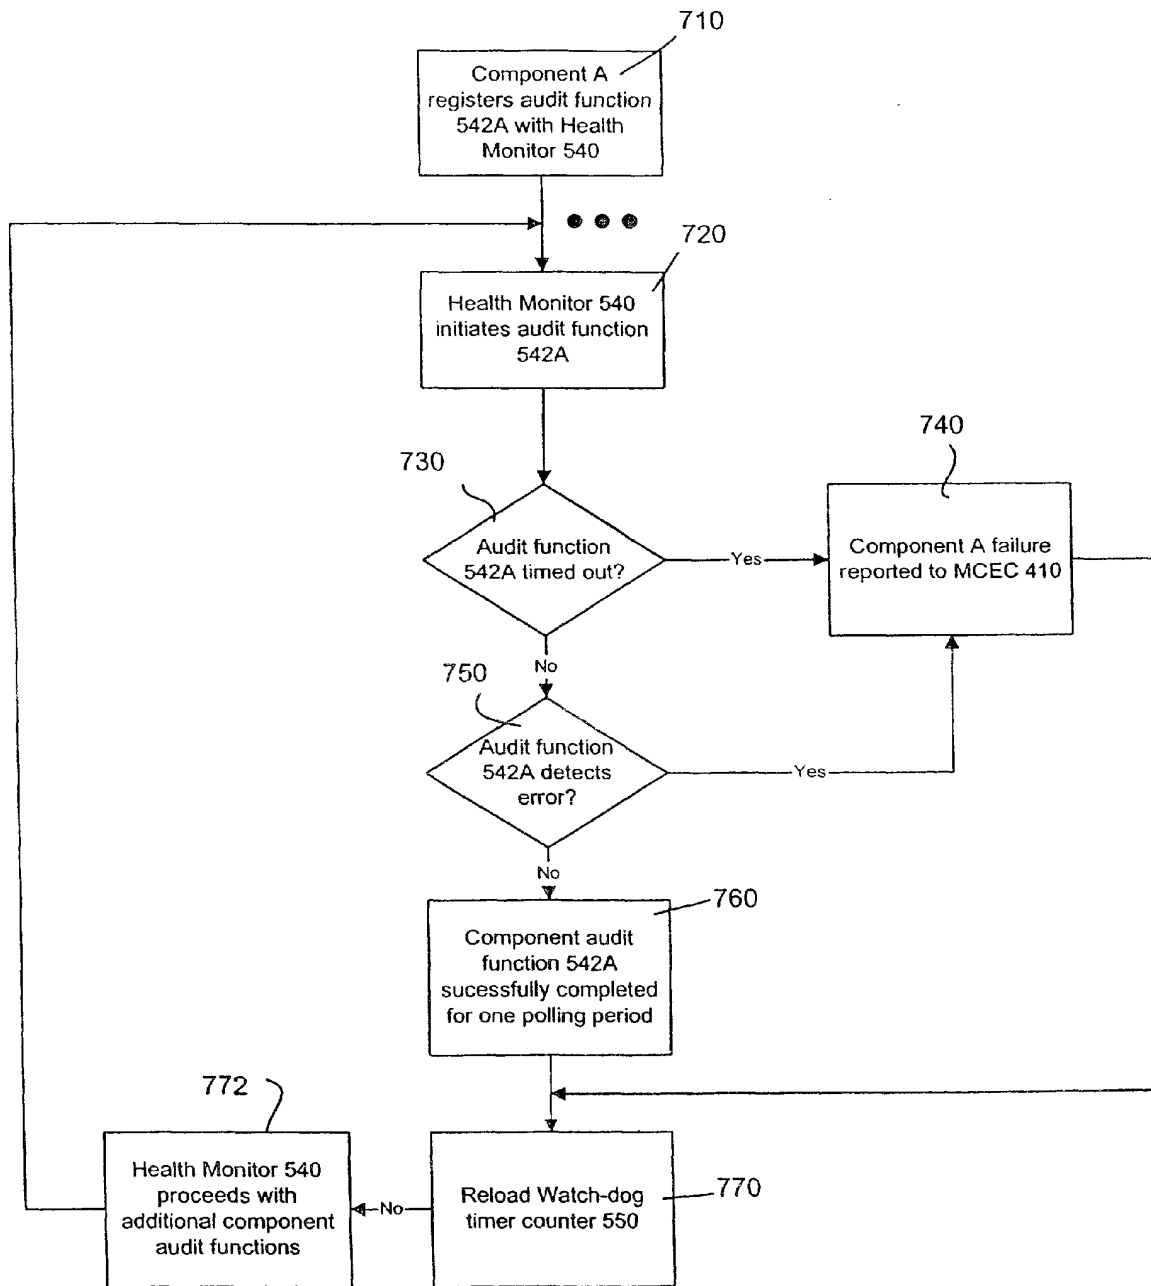 710
Component A
registers audit function
542A with Health
Monitor 540
720
Health Monitor 540
initiates audit function
542A
730
Audit function
542A timed out?
Yes
740
Component A failure
reported to MCEC 410
No
750
Audit function
542A detects
error?
Yes
No
760
Component audit
function 542A
sucessfully completed
for one polling period
772
Health Monitor 540
proceeds with
additional component
audit functions
No
Reload Watch-dog
timer counter 550
770